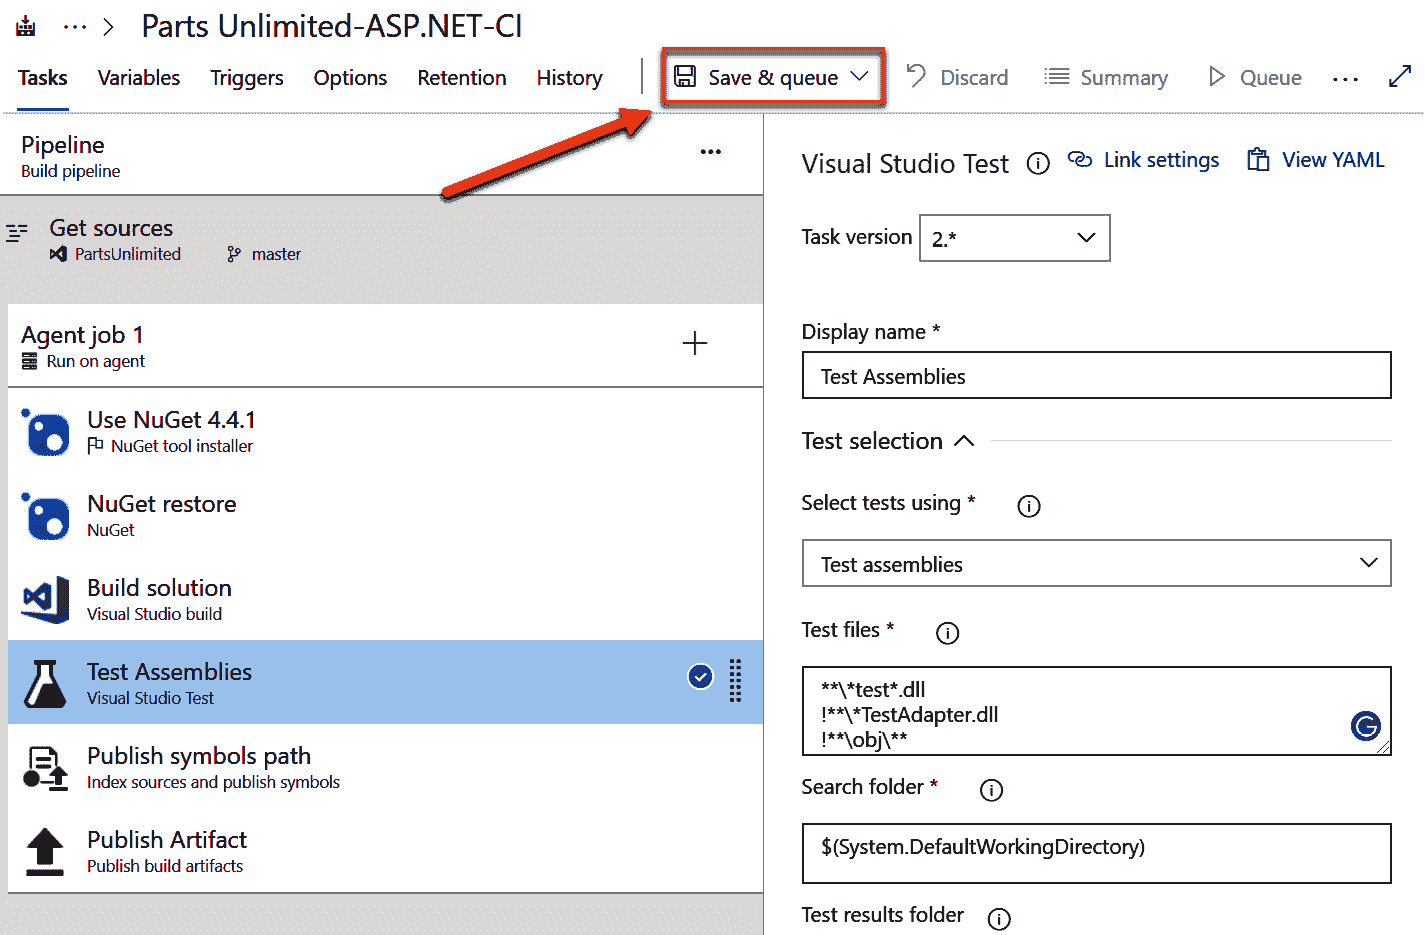 Parts Unlimited-ASP.NET-CI
Tasks Variables Triggers Options Retention History Save & queue Discard Summary Queue ...
Pipeline
Build pipeline
Get sources
PartsUnlimited master
Agent job 1
Run on agent
Use NuGet 4.4.1
NuGet tool installer
NuGet restore
NuGet
Build solution
Visual Studio build
Test Assemblies
Visual Studio Test
Publish symbols path
Index sources and publish symbols
Publish Artifact
Publish build artifacts
Visual Studio Test Link settings View YAML
Task version 2.*
Display name *
Test Assemblies
Test selection
Select tests using *
Test assemblies
Test files *
**\*test*.dll
!**\*TestAdapter.dll
!**\obj\**
Search folder *
$(System.DefaultWorkingDirectory)
Test results folder